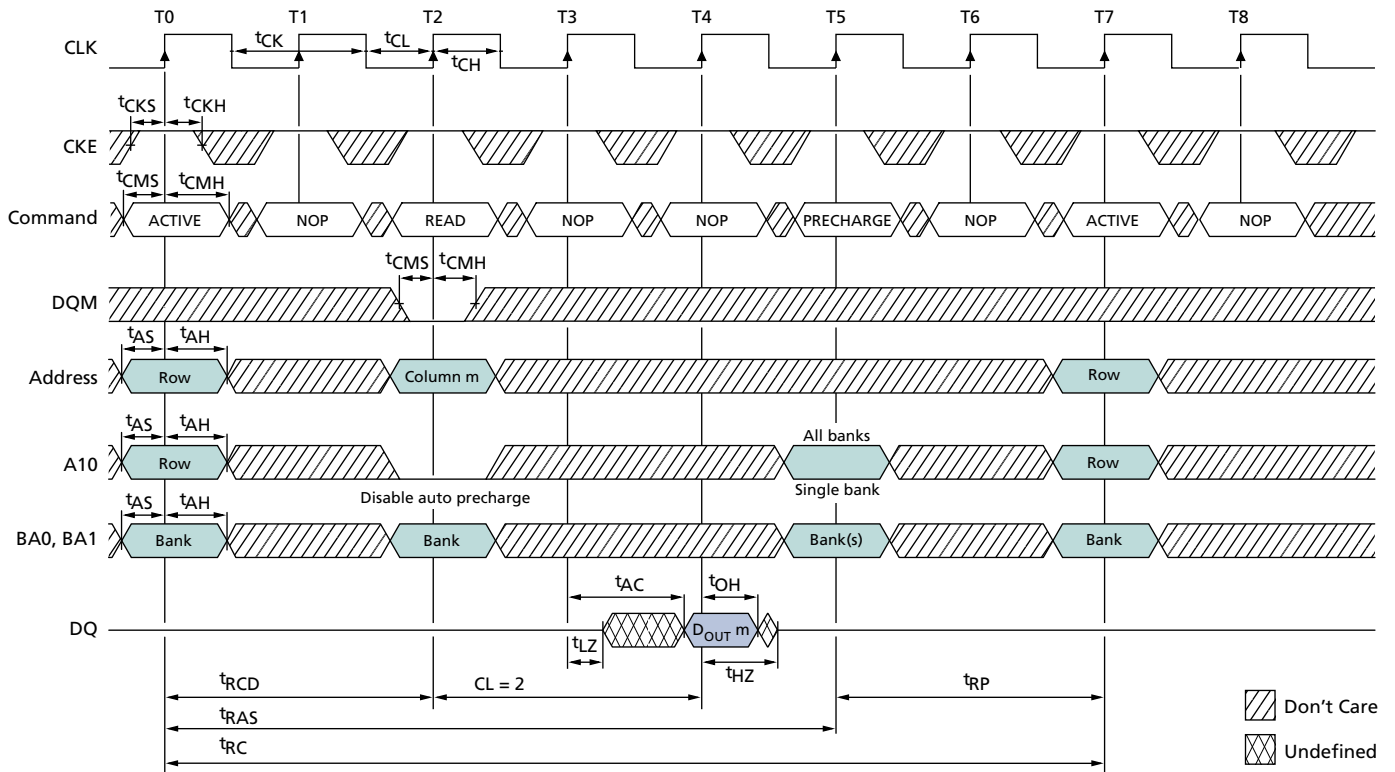 T0 T1 T2 T3 T4 T5 T6 T7 T8
CLK tCK tCL tCH
tCKS tCKH
CKE
tCMS tCMH
Command ACTIVE NOP READ NOP NOP PRECHARGE NOP ACTIVE NOP
tCMS tCMH
DQM
tAS tAH
Address Row Column m Row
tAS tAH All banks
A10 Row Row
Disable auto precharge Single bank
tAS tAH
BA0, BA1 Bank Bank Bank(s) Bank
tAC tOH
DQ DOUT m
tLZ tHZ
tRCD CL = 2 tRP
tRAS
tRC
Don't Care
Undefined